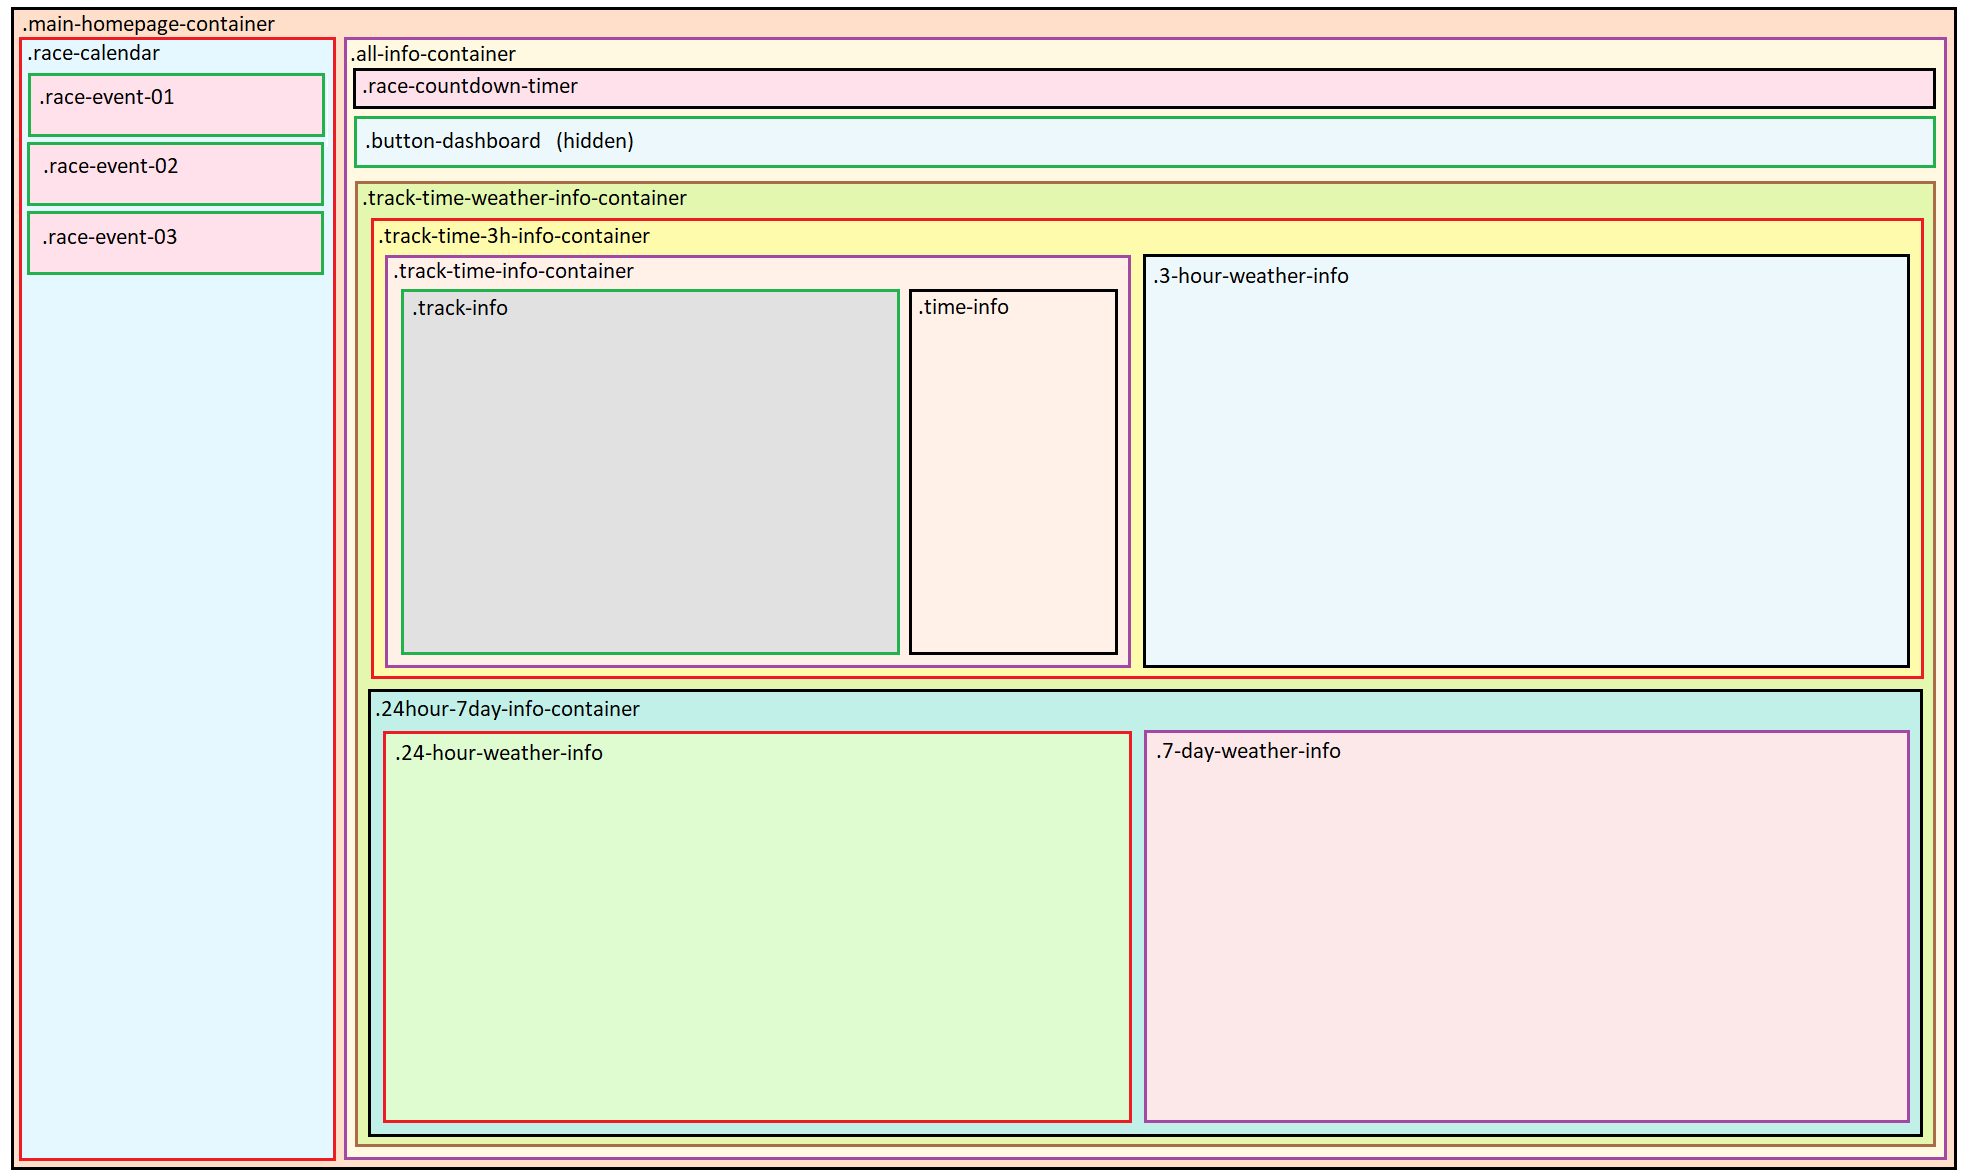 .main-homepage-container
.race-calendar
.race-event-01
.race-event-02
.race-event-03
.all-info-container
.race-countdown-timer
.button-dashboard (hidden)
.track-time-weather-info-container
.track-time-3h-info-container
.track-time-info-container
.track-info
.time-info
.3-hour-weather-info
.24hour-7day-info-container
.24-hour-weather-info
.7-day-weather-info